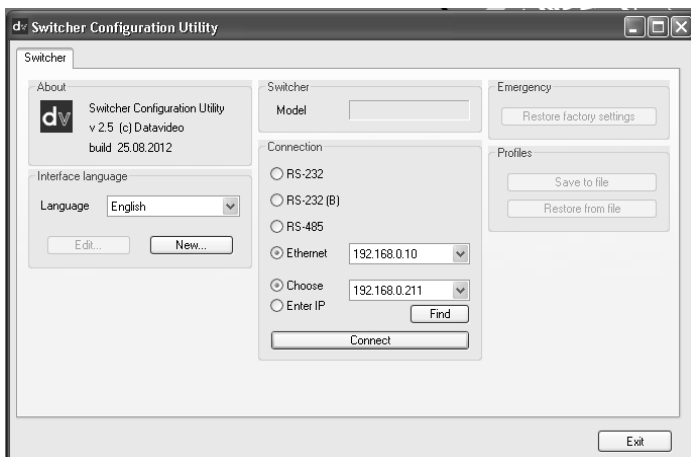 dv Switcher Configuration Utility
Switcher
About
dv
Switcher Configuration Utility
v 2.5 (c) Datavideo
build 25.08.2012
Interface language
Language English
Edit... New...
Switcher
Model
Connection
RS-232
RS-232 (B)
RS-485
Ethernet 192.168.0.10
Choose 192.168.0.211
Enter IP
Find
Connect
Emergency
Restore factory settings
Profiles
Save to file
Restore from file
Exit